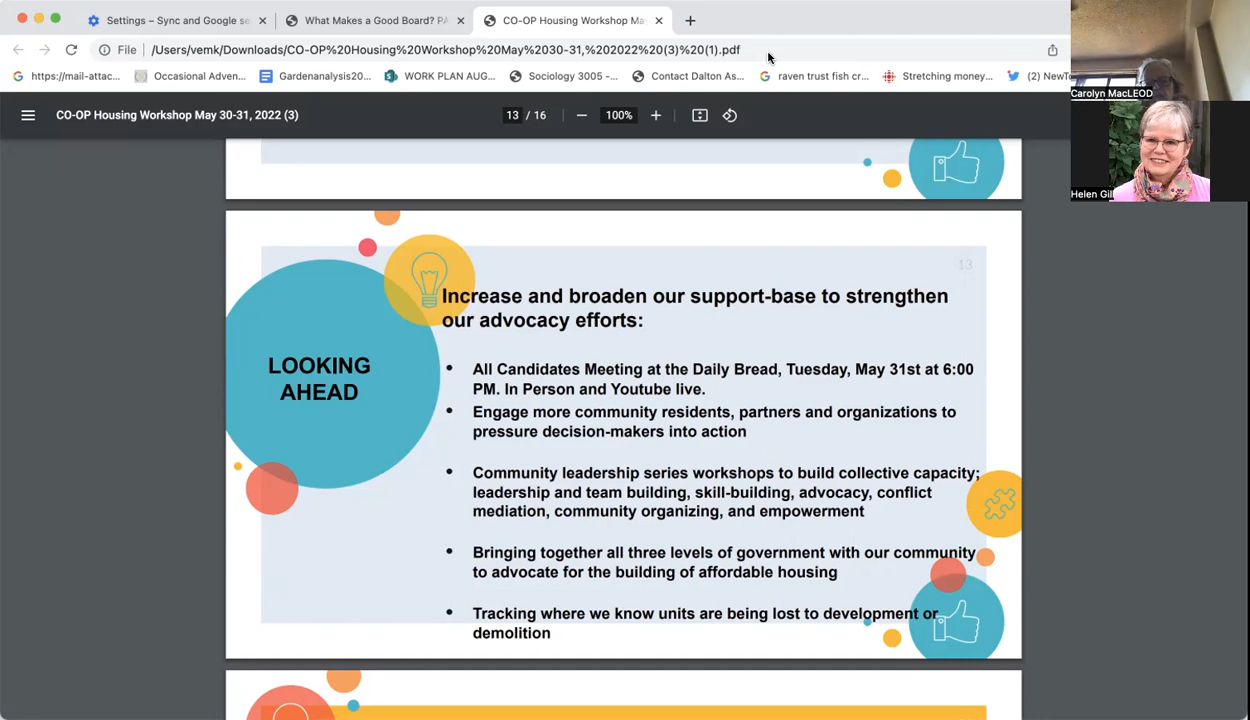 Settings – Sync and Google se
What Makes a Good Board? PA
CO-OP Housing Workshop Ma
File
/Users/vemk/Downloads/CO-OP%20Housing%20Workshop%20May%2030-31,%202022%20(3)%20(1).pdf
https://mail-attac...
Occasional Adven...
Gardenanalysis20...
WORK PLAN AUG...
Sociology 3005 -...
Contact Dalton As...
raven trust fish cr...
Stretching money...
(2) NewTo
Carolyn MacLEOD
Helen Gil
CO-OP Housing Workshop May 30-31, 2022 (3)
13 / 16
100%
13
LOOKING
AHEAD
Increase and broaden our support-base to strengthen
our advocacy efforts:
• All Candidates Meeting at the Daily Bread, Tuesday, May 31st at 6:00
PM. In Person and Youtube live.
• Engage more community residents, partners and organizations to
pressure decision-makers into action
• Community leadership series workshops to build collective capacity;
leadership and team building, skill-building, advocacy, conflict
mediation, community organizing, and empowerment
• Bringing together all three levels of government with our community
to advocate for the building of affordable housing
• Tracking where we know units are being lost to development or
demolition